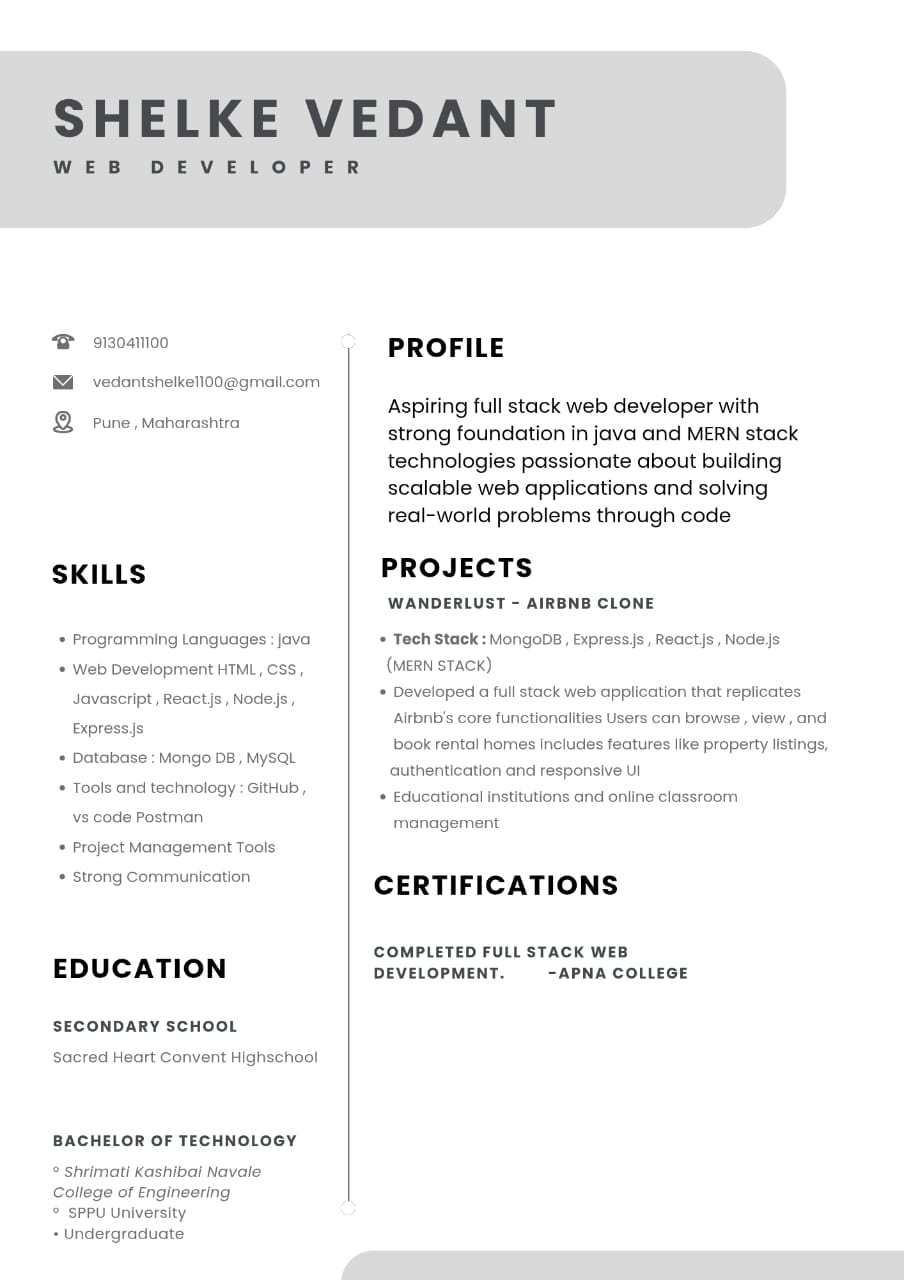 SHELKE VEDANT
WEB DEVELOPER
9130411100
vedantshelke1100@gmail.com
Pune , Maharashtra
SKILLS
• Programming Languages : java
• Web Development HTML , CSS ,
Javascript , React.js , Node.js ,
Express.js
• Database : Mongo DB , MySQL
• Tools and technology : GitHub ,
vs code Postman
• Project Management Tools
• Strong Communication
EDUCATION
SECONDARY SCHOOL
Sacred Heart Convent Highschool
BACHELOR OF TECHNOLOGY
° Shrimati Kashibai Navale
College of Engineering
° SPPU University
• Undergraduate
PROFILE
Aspiring full stack web developer with
strong foundation in java and MERN stack
technologies passionate about building
scalable web applications and solving
real-world problems through code
PROJECTS
WANDERLUST - AIRBNB CLONE
• Tech Stack : MongoDB , Express.js , React.js , Node.js
(MERN STACK)
• Developed a full stack web application that replicates
Airbnb's core functionalities Users can browse , view , and
book rental homes includes features like property listings,
authentication and responsive UI
• Educational institutions and online classroom
management
CERTIFICATIONS
COMPLETED FULL STACK WEB
DEVELOPMENT. -APNA COLLEGE